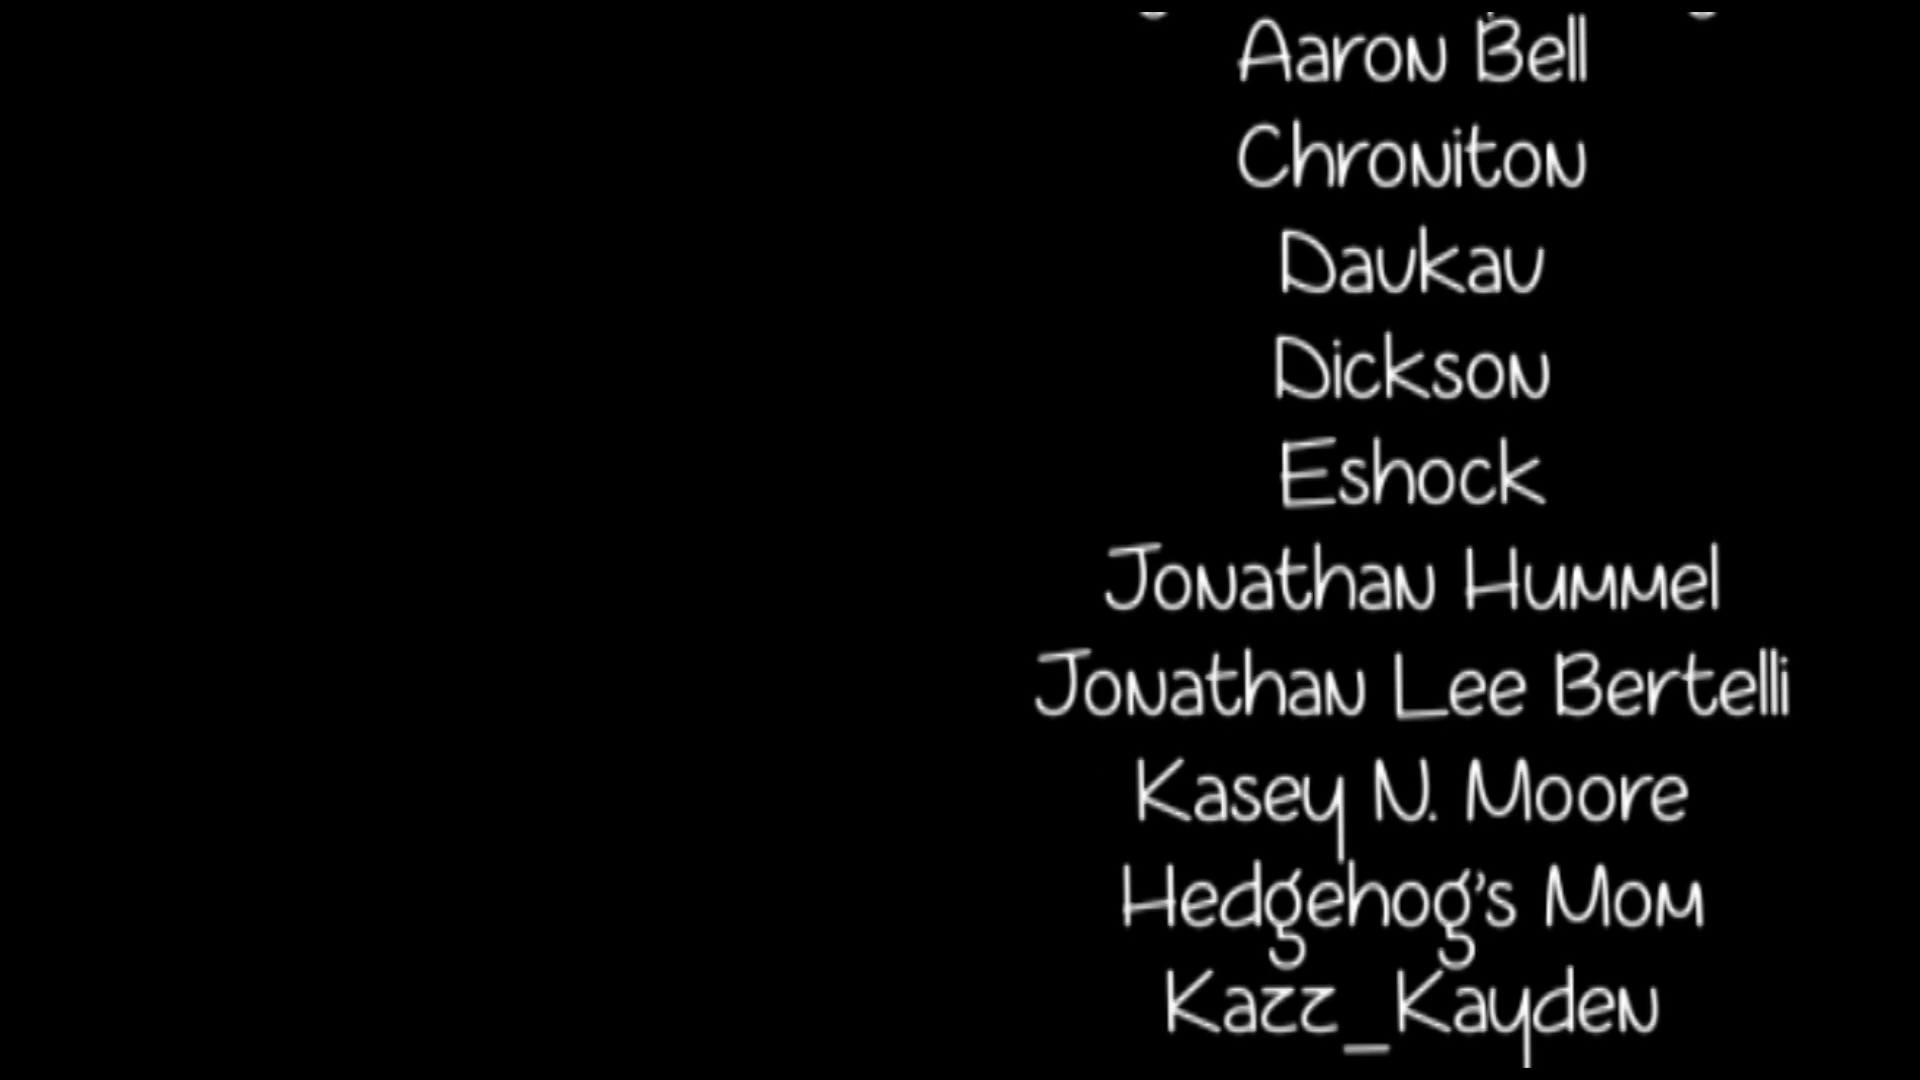 Aaron Bell
Chroniton
Daukau
Dickson
Eshock
Jonathan Hummel
Jonathan Lee Bertelli
Kasey N. Moore
Hedgehog's Mom
Kazz_Kayden